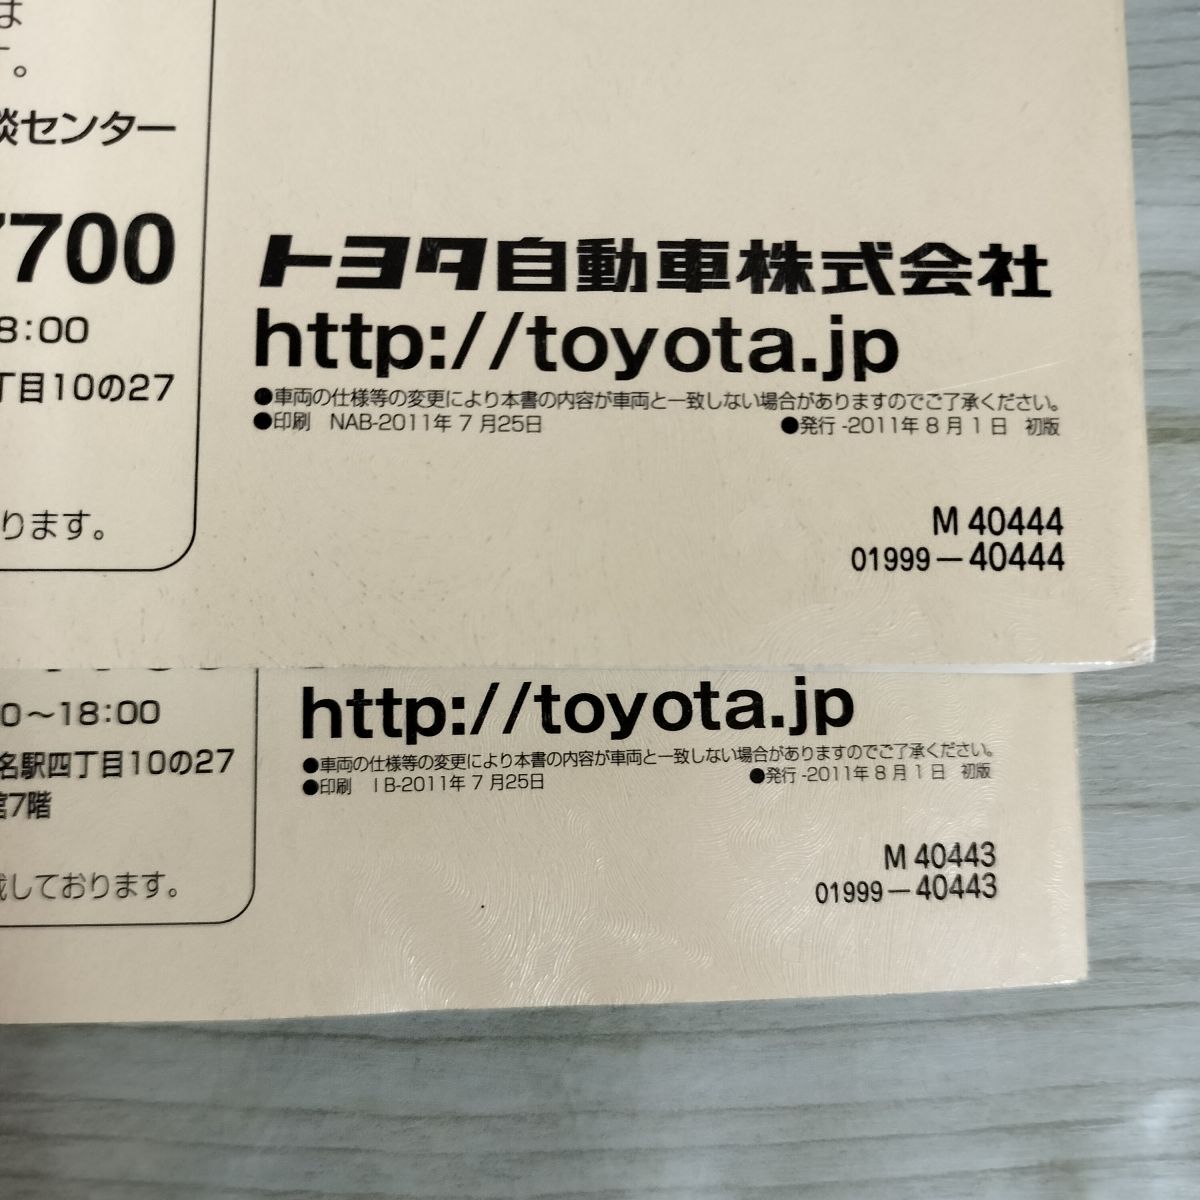 は
す。
談センター
7700
8:00
丁目10の27
ります。
トヨタ自動車株式会社
http://toyota.jp
●車両の仕様等の変更により本書の内容が車両と一致しない場合がありますのでご了承ください。
●印刷 NAB-2011年 7 月25日 ●発行 -2011年 8 月 1 日 初版
M 40444
01999－40444
0～18:00
名駅四丁目10の27
館7階
載しております。
http://toyota.jp
●車両の仕様等の変更により本書の内容が車両と一致しない場合がありますのでご了承ください。
●印刷 I B-2011年 7 月25日 ●発行 -2011年 8 月 1 日 初版
M 40443
01999－40443